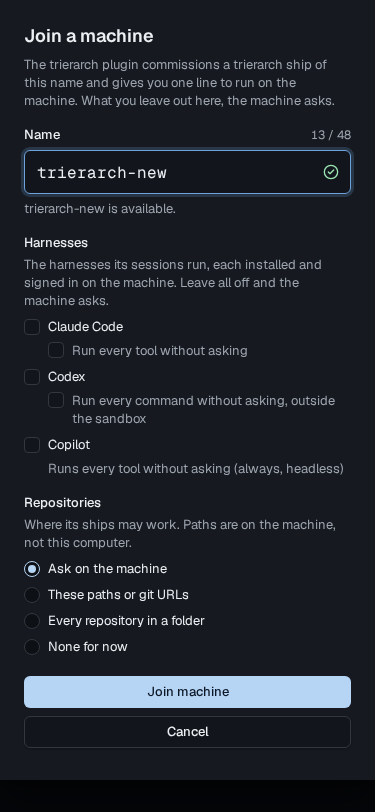 Join a machine
The trierarch plugin commissions a trierarch ship of
this name and gives you one line to run on the
machine. What you leave out here, the machine asks.
Name
13 / 48
trierarch-new
trierarch-new is available.
Harnesses
The harnesses its sessions run, each installed and
signed in on the machine. Leave all off and the
machine asks.
Claude Code
Run every tool without asking
Codex
Run every command without asking, outside
the sandbox
Copilot
Runs every tool without asking (always, headless)
Repositories
Where its ships may work. Paths are on the machine,
not this computer.
Ask on the machine
These paths or git URLs
Every repository in a folder
None for now
Join machine
Cancel